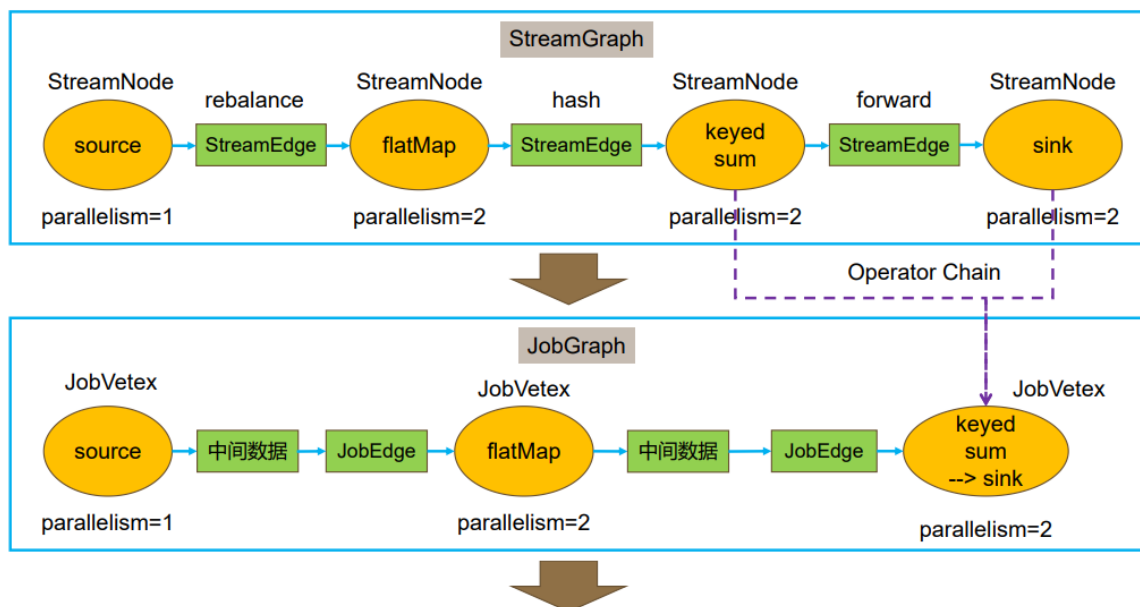 StreamGraph
StreamNode
StreamNode
StreamNode
StreamNode
rebalance
hash
forward
source
StreamEdge
flatMap
StreamEdge
keyed
sum
StreamEdge
sink
parallelism=1
parallelism=2
parallelism=2
parallelism=2
Operator Chain
JobGraph
JobVetex
JobVetex
JobVetex
source
中间数据
JobEdge
flatMap
中间数据
JobEdge
keyed
sum
--> sink
parallelism=1
parallelism=2
parallelism=2